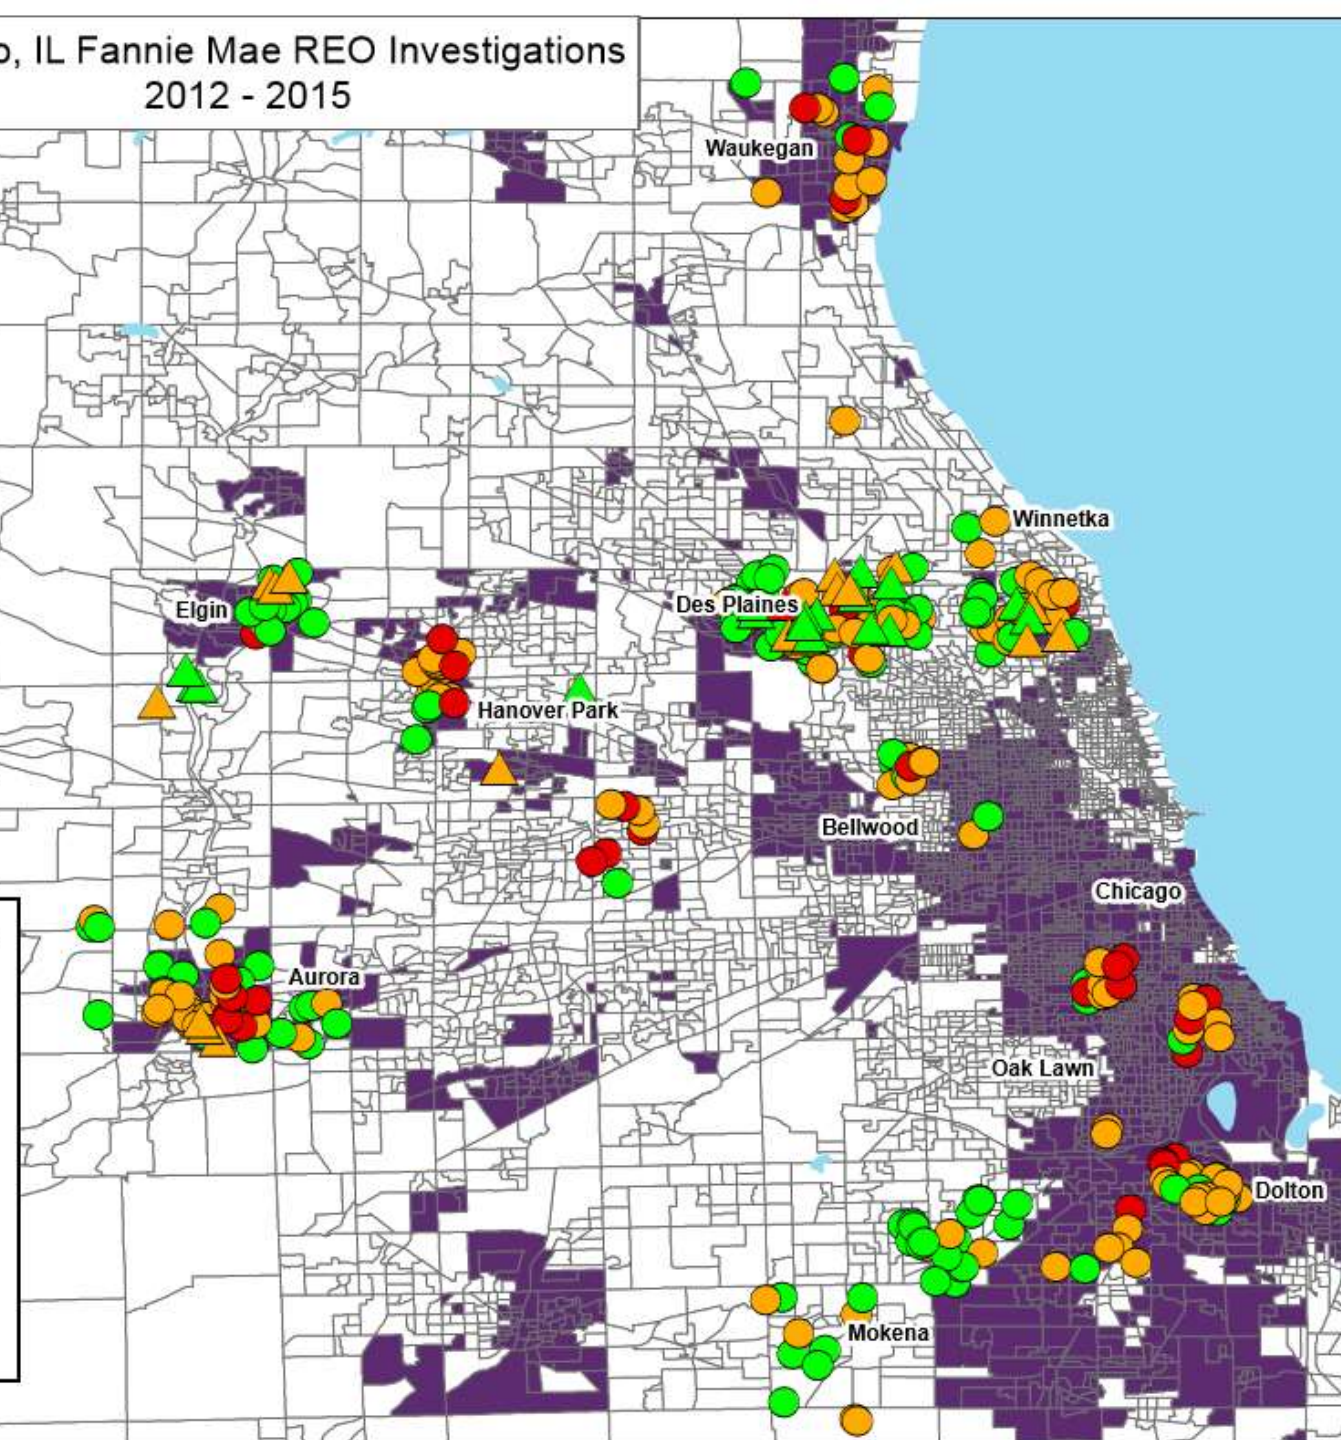 o, IL Fannie Mae REO Investigations
2012 - 2015
Waukegan
Winnetka
Des Plaines
Elgin
Hanover Park
Bellwood
Chicago
Aurora
Oak Lawn
Dolton
Mokena